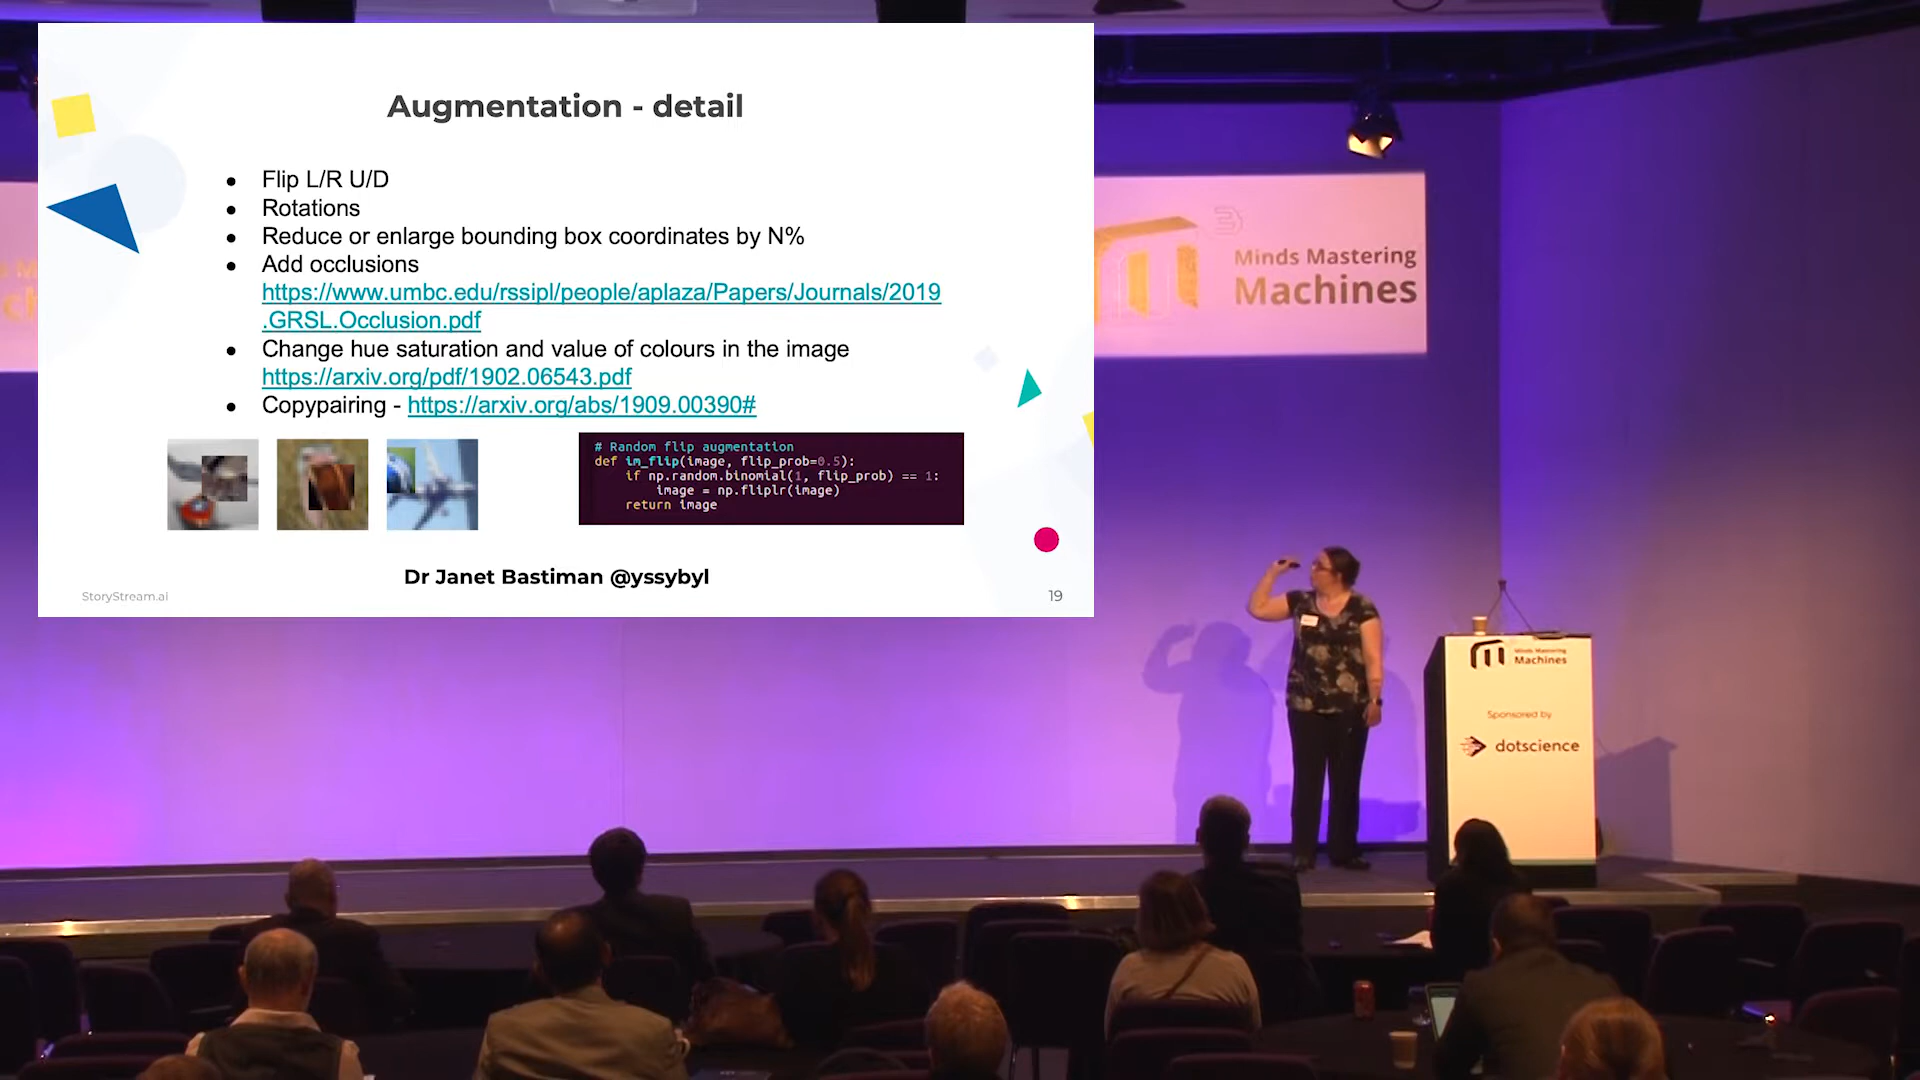 Augmentation - detail
● Flip L/R U/D
● Rotations
● Reduce or enlarge bounding box coordinates by N%
● Add occlusions
https://www.umbc.edu/rssipl/people/aplaza/Papers/Journals/2019
.GRSL.Occlusion.pdf
● Change hue saturation and value of colours in the image
https://arxiv.org/pdf/1902.06543.pdf
● Copypairing - https://arxiv.org/abs/1909.00390#
# Random flip augmentation
def im_flip(image, flip_prob=0.5):
if np.random.binomial(1, flip_prob) == 1:
image = np.fliplr(image)
return image
Dr Janet Bastiman @yssybyl
StoryStream.ai
19
Minds Mastering
Machines
Minds Mastering
Machines
Sponsored by
dotscience